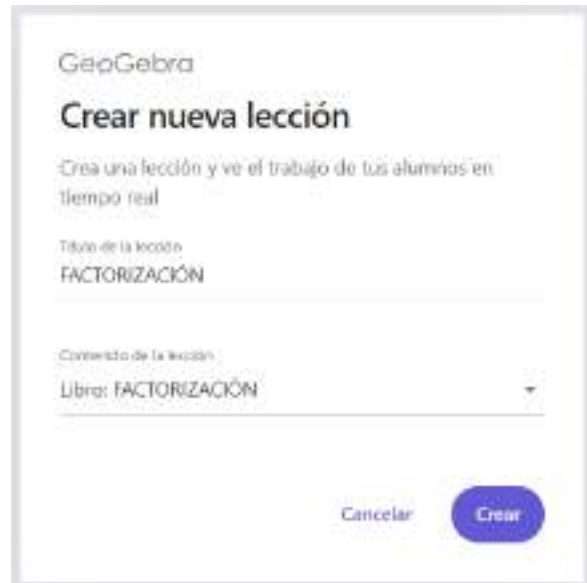 GeoGebra
Crear nueva lección
Crea una lección y ve el trabajo de tus alumnos en
tiempo real
Título de la lección
FACTORIZACIÓN
Contenido de la lección
Libro: FACTORIZACIÓN
Cancelar
Crear